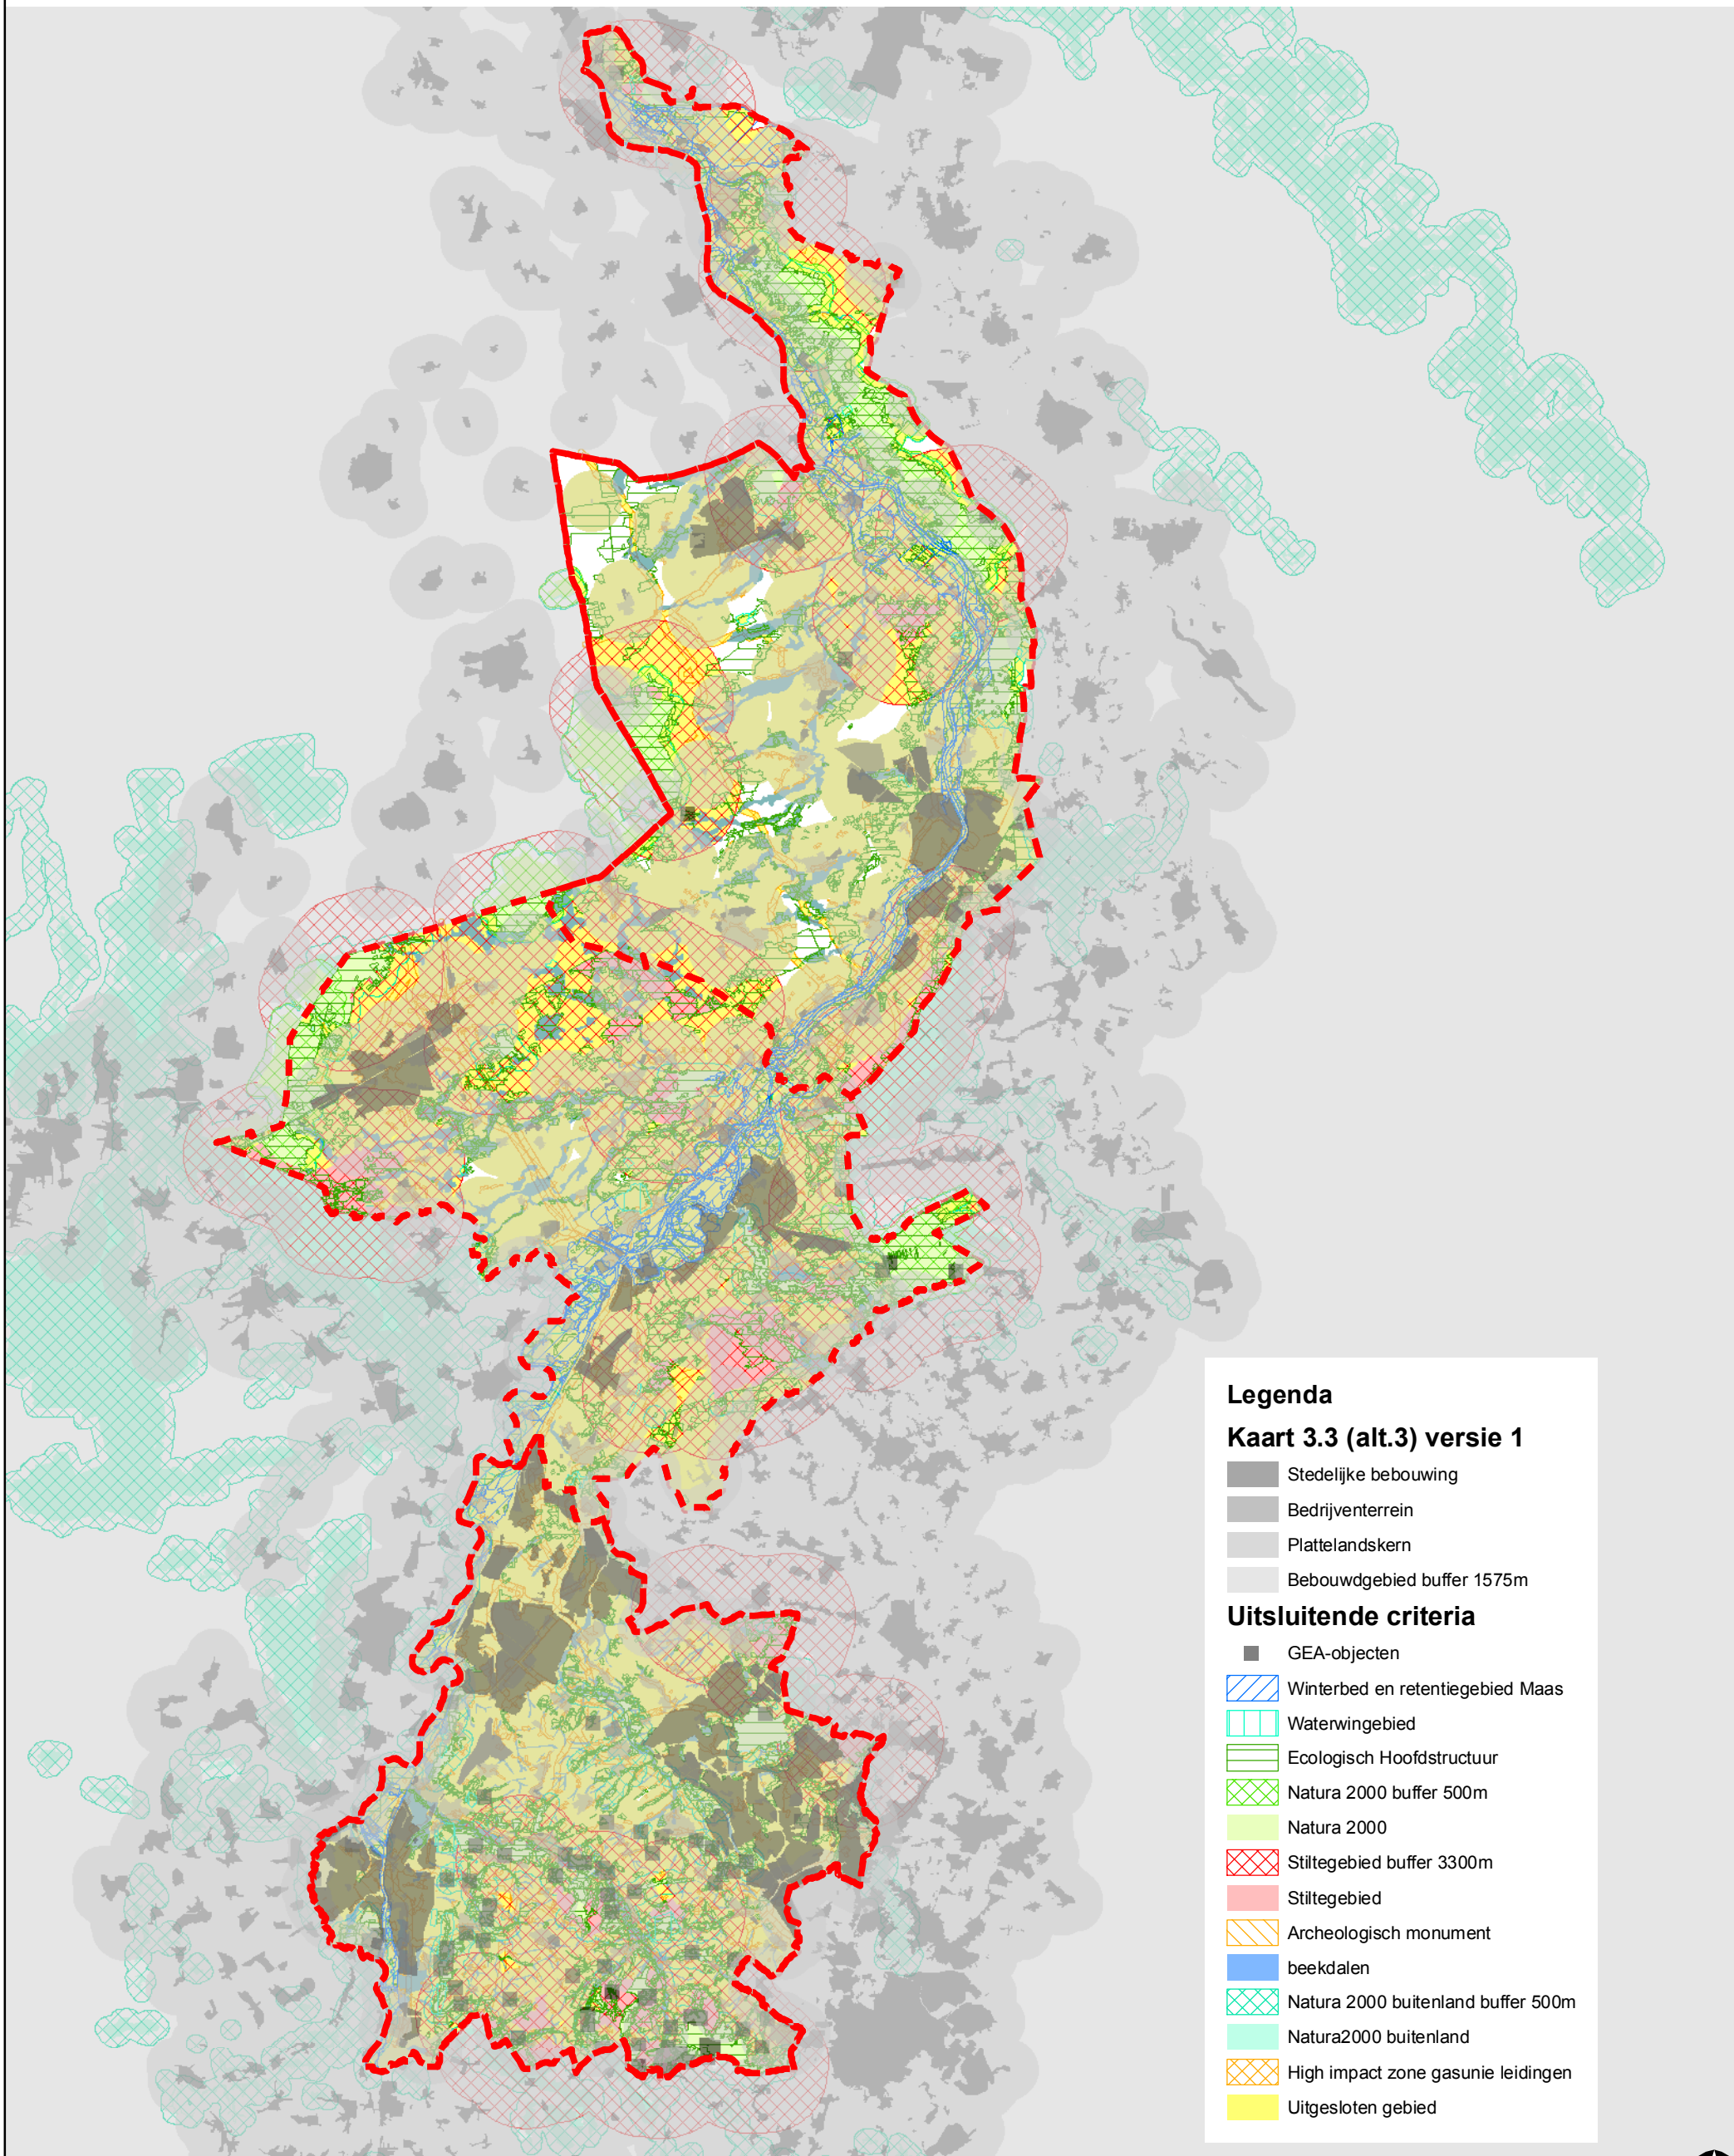 Legenda
Kaart 3.3 (alt.3) versie 1
Stedelijke bebouwing
Bedrijventerrein
Plattelandskern
Bebouwdgebied buffer 1575m
Uitsluitende criteria
GEA-objecten
Winterbed en retentiegebied Maas
Waterwingebied
Ecologisch Hoofdstructuur
Natura 2000 buffer 500m
Natura 2000
Stiltegebied buffer 3300m
Stiltegebied
Archeologisch monument
beekdalen
Natura 2000 buitenland buffer 500m
Natura2000 buitenland
High impact zone gasunie leidingen
Uitgesloten gebied